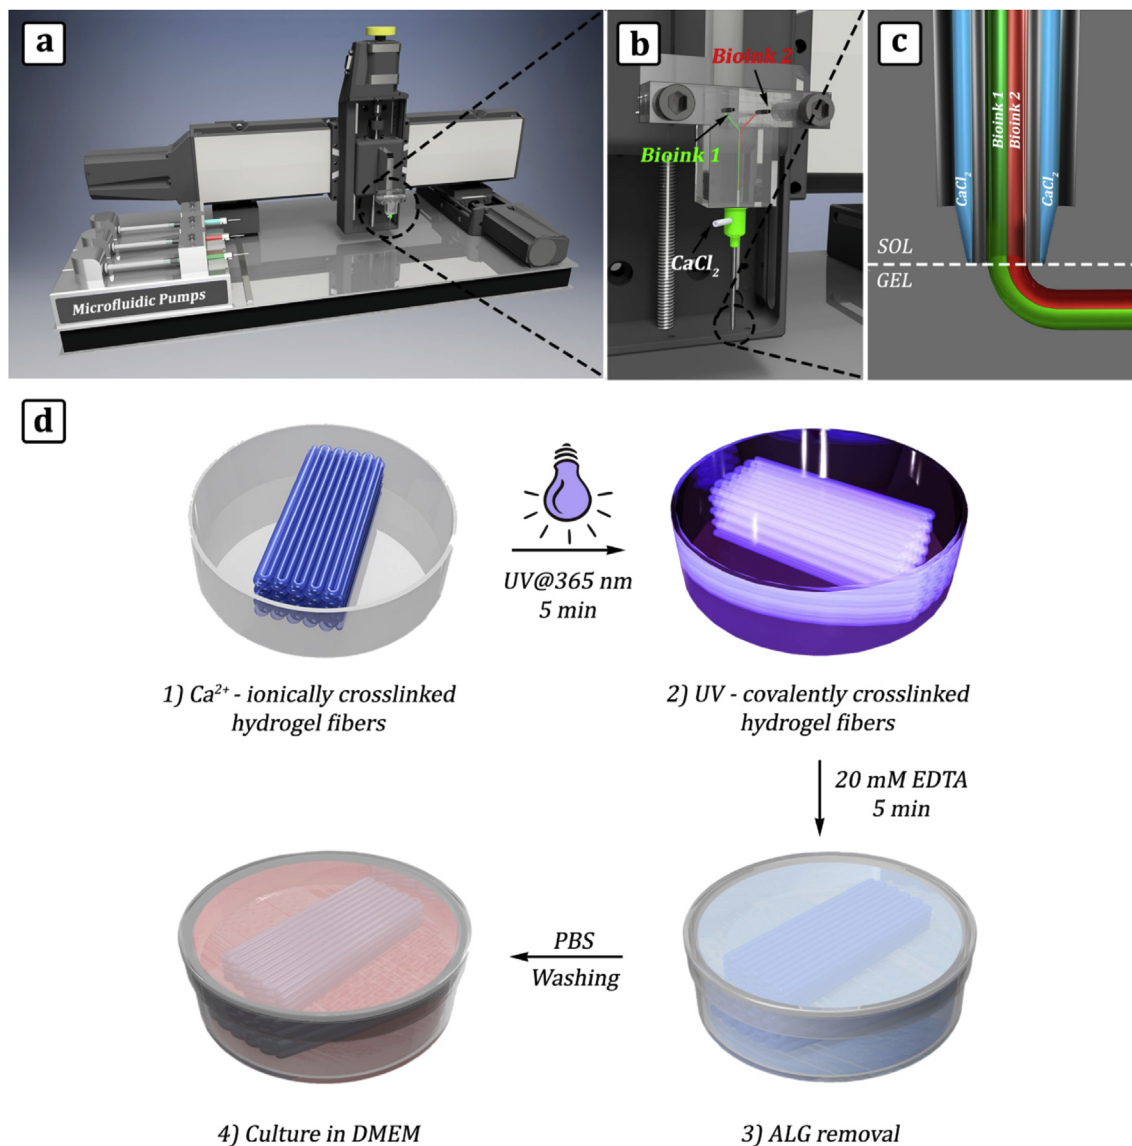 a
Microfluidic Pumps
b
Bioink 2
Bioink 1
CaCl₂
c
CaCl₂
Bioink 1
Bioink 2
CaCl₂
SOL
GEL
d
UV@365 nm
5 min
1) Ca²⁺ - ionically crosslinked
hydrogel fibers
2) UV - covalently crosslinked
hydrogel fibers
20 mM EDTA
5 min
PBS
Washing
4) Culture in DMEM
3) ALG removal